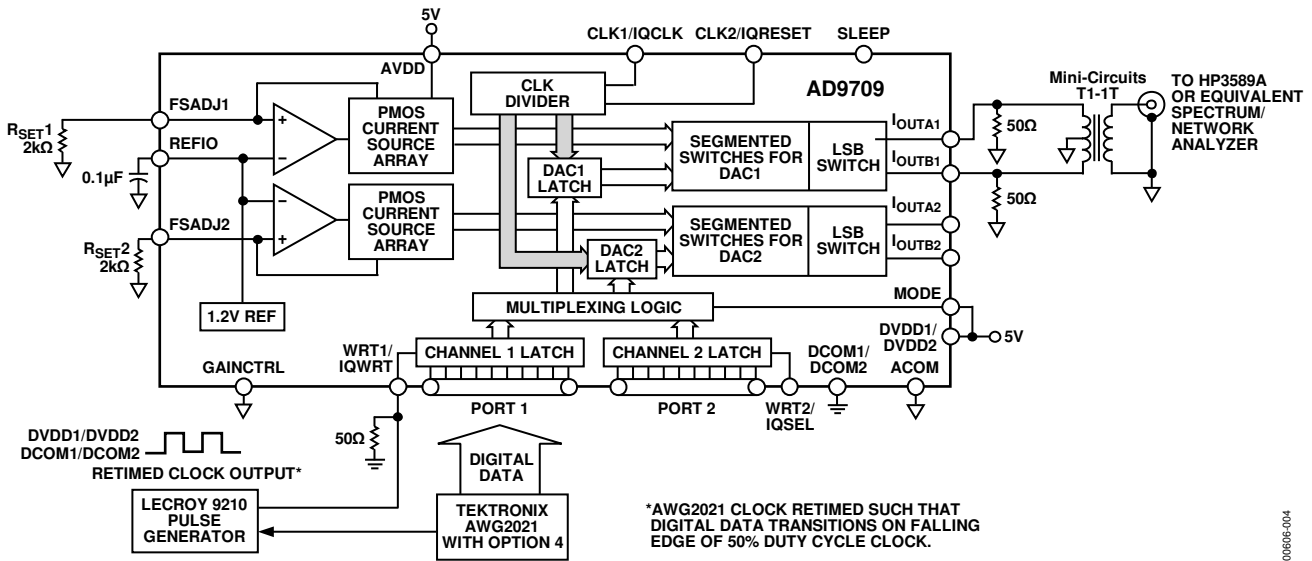 5V
CLK1/IQCLK
CLK2/IQRESET
SLEEP
AVDD
CLK
DIVIDER
AD9709
Mini-Circuits
T1-1T
TO HP3589A
OR EQUIVALENT
SPECTRUM/
NETWORK
ANALYZER
FSADJ1
RSET1
2kΩ
REFIO
0.1µF
+
–
PMOS
CURRENT
SOURCE
ARRAY
DAC1
LATCH
SEGMENTED
SWITCHES FOR
DAC1
LSB
SWITCH
IOUTA1
IOUTB1
50Ω
50Ω
FSADJ2
RSET2
2kΩ
–
+
PMOS
CURRENT
SOURCE
ARRAY
DAC2
LATCH
SEGMENTED
SWITCHES FOR
DAC2
LSB
SWITCH
IOUTA2
IOUTB2
1.2V REF
MULTIPLEXING LOGIC
MODE
DVDD1/
DVDD2
5V
GAINCTRL
WRT1/
IQWRT
CHANNEL 1 LATCH
CHANNEL 2 LATCH
DCOM1/
DCOM2
ACOM
PORT 1
PORT 2
WRT2/
IQSEL
50Ω
DVDD1/DVDD2
DCOM1/DCOM2
RETIMED CLOCK OUTPUT*
DIGITAL
DATA
LECROY 9210
PULSE
GENERATOR
TEKTRONIX
AWG2021
WITH OPTION 4
*AWG2021 CLOCK RETIMED SUCH THAT
DIGITAL DATA TRANSITIONS ON FALLING
EDGE OF 50% DUTY CYCLE CLOCK.
00606-004